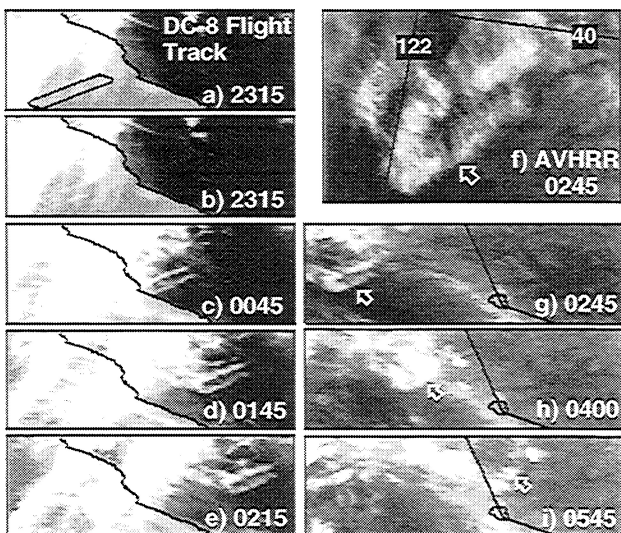 DC-8 Flight
Track
a) 2315
b) 2315
c) 0045
d) 0145
e) 0215
122
40
f) AVHRR
0245
g) 0245
h) 0400
i) 0545